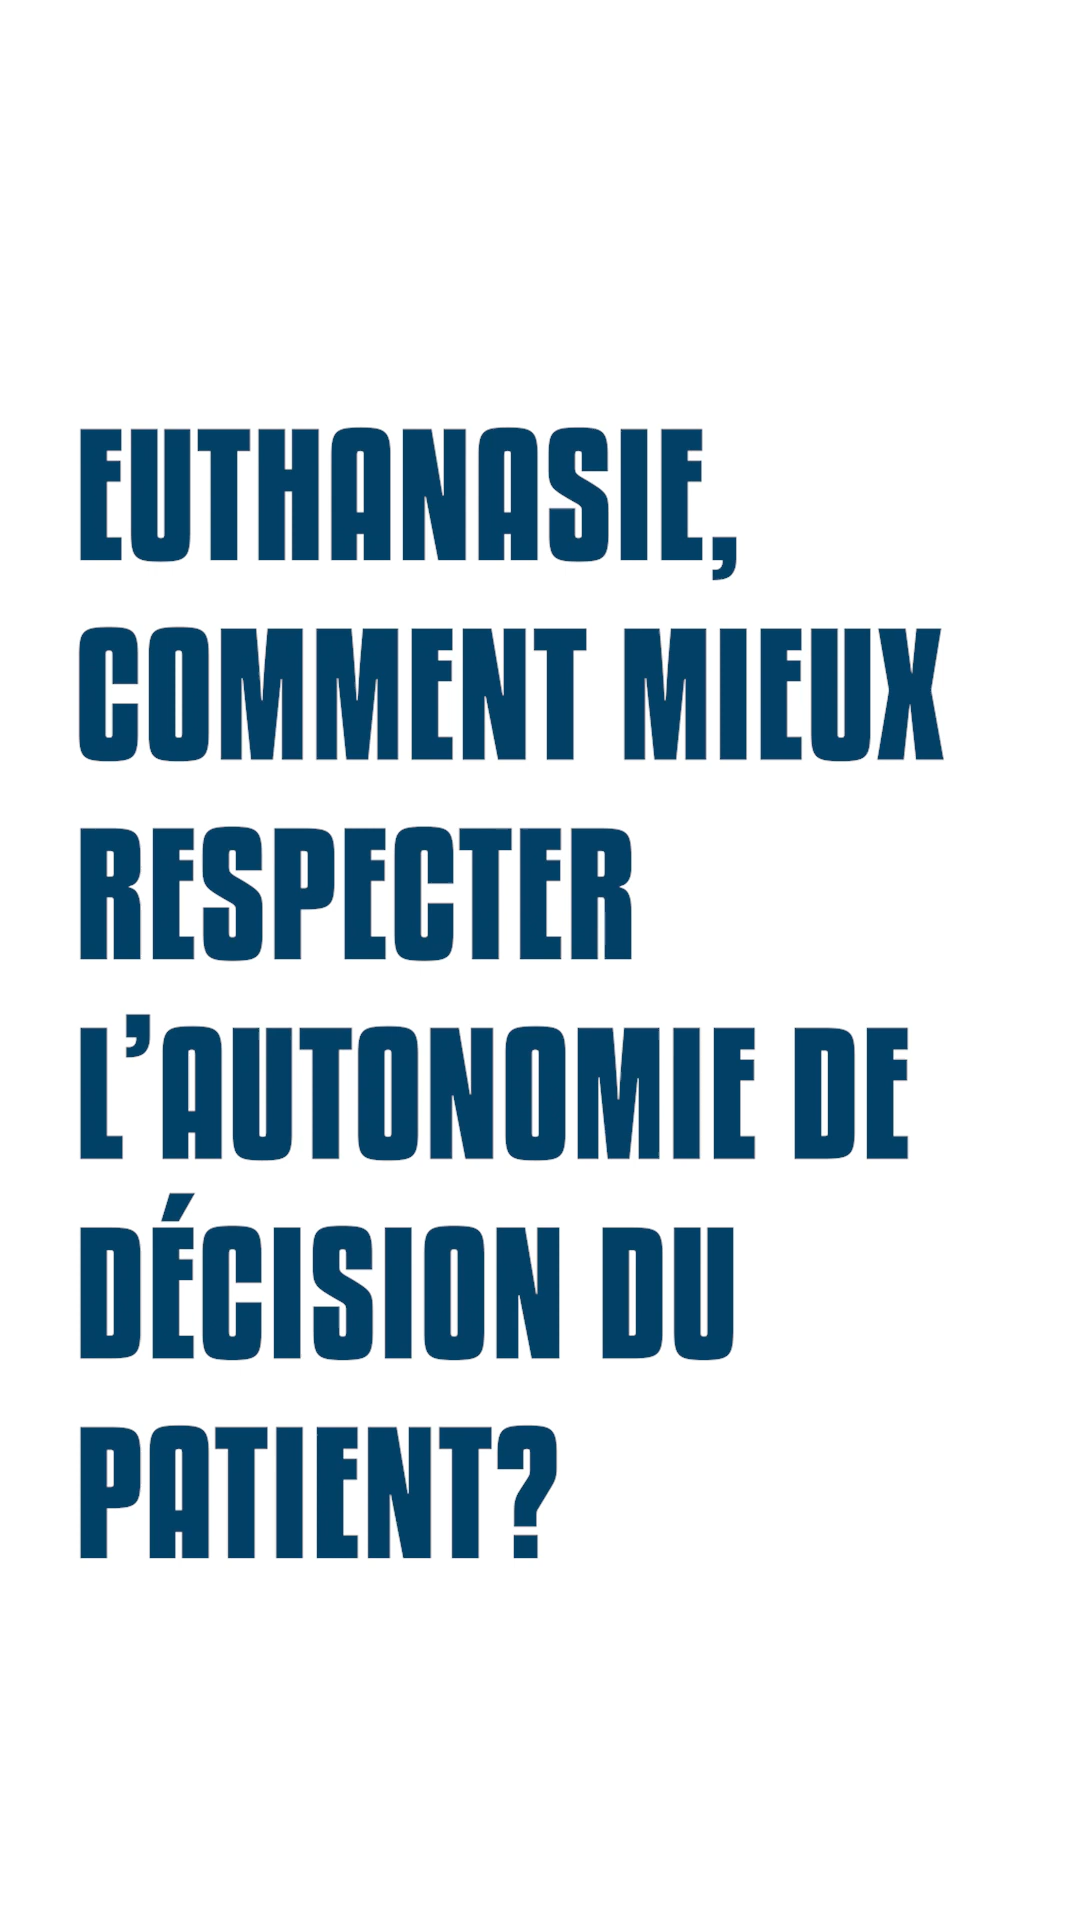 EUTHANASIE,
COMMENT MIEUX
RESPECTER
L’AUTONOMIE DE
DÉCISION DU
PATIENT?